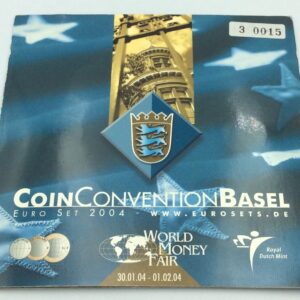 3 0015
COINCONVENTIONBASEL
EURO SET 2004 - WWW.EUROSETS.DE
WORLD
MONEY
FAIR
30.01.04 - 01.02.04
Royal
Dutch Mint